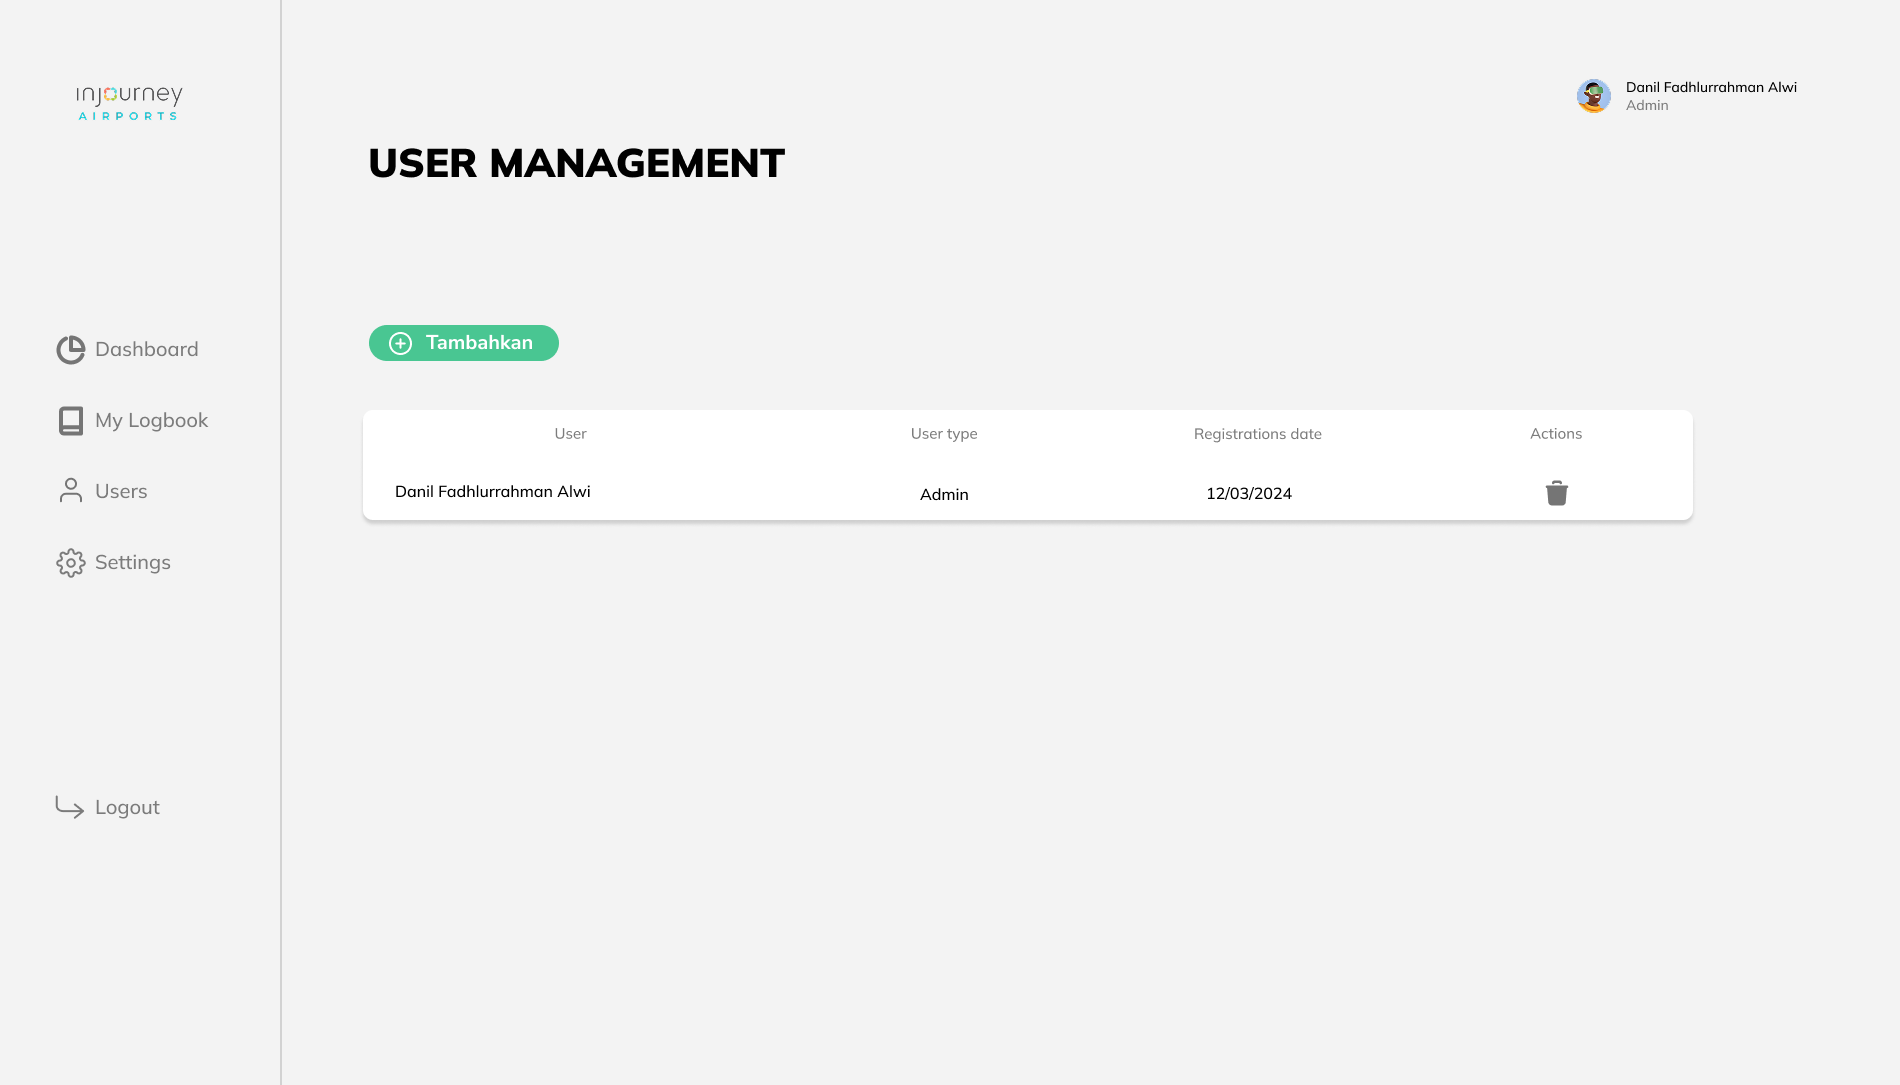 injourney
AIRPORTS
Danil Fadhlurrahman Alwi
Admin
USER MANAGEMENT
Dashboard
My Logbook
Users
Settings
Logout
Tambahkan
User User type Registrations date Actions
Danil Fadhlurrahman Alwi Admin 12/03/2024